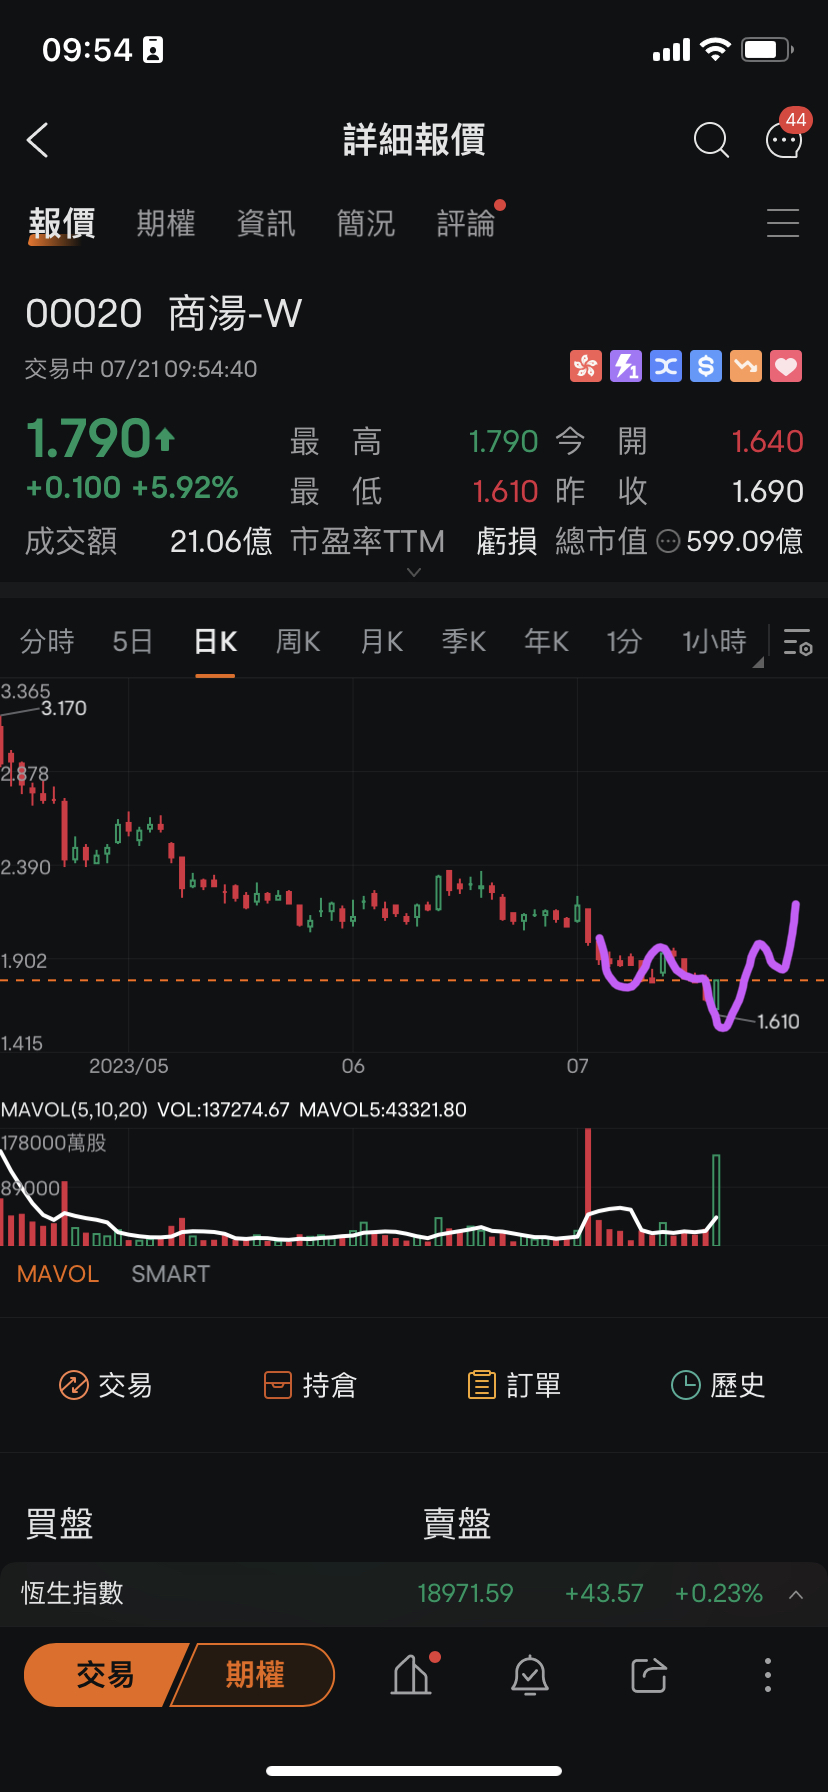 09:54
詳細報價
44
報價 期權 資訊 簡況 評論
00020 商湯-W
交易中 07/21 09:54:40
1
1.790 最高 1.790 今開 1.640
+0.100 +5.92% 最低 1.610 昨收 1.690
成交額 21.06億 市盈率TTM 虧損 總市值 599.09億
分時 5日 日K 周K 月K 季K 年K 1分 1小時
3.365
3.170
2.878
2.390
1.902
1.610
1.415
2023/05 06 07
MAVOL(5,10,20) VOL:137274.67 MAVOL5:43321.80
178000萬股
89000
MAVOL SMART
交易 持倉 訂單 歷史
買盤 賣盤
恆生指數 18971.59 +43.57 +0.23%
交易 期權